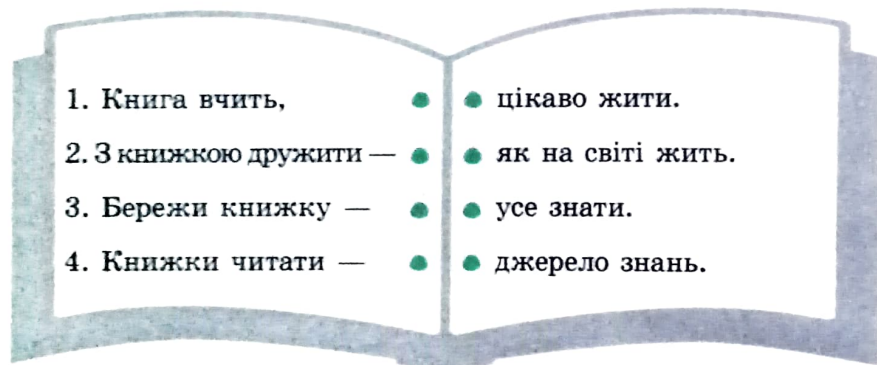 1. Книга вчить,
2. З книжкою дружити —
3. Бережи книжку —
4. Книжки читати —
цікаво жити.
як на світі жить.
усе знати.
джерело знань.